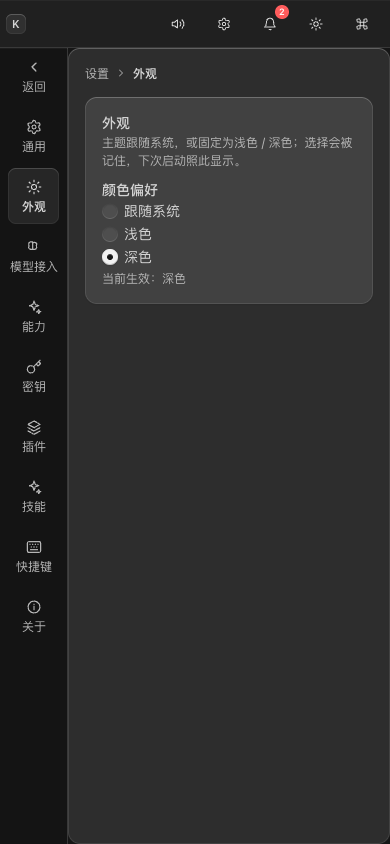 K
2
返回
通用
外观
模型接入
能力
密钥
插件
技能
快捷键
关于
设置 > 外观
外观
主题跟随系统，或固定为浅色 / 深色；选择会被
记住，下次启动照此显示。
颜色偏好
跟随系统
浅色
深色
当前生效：深色